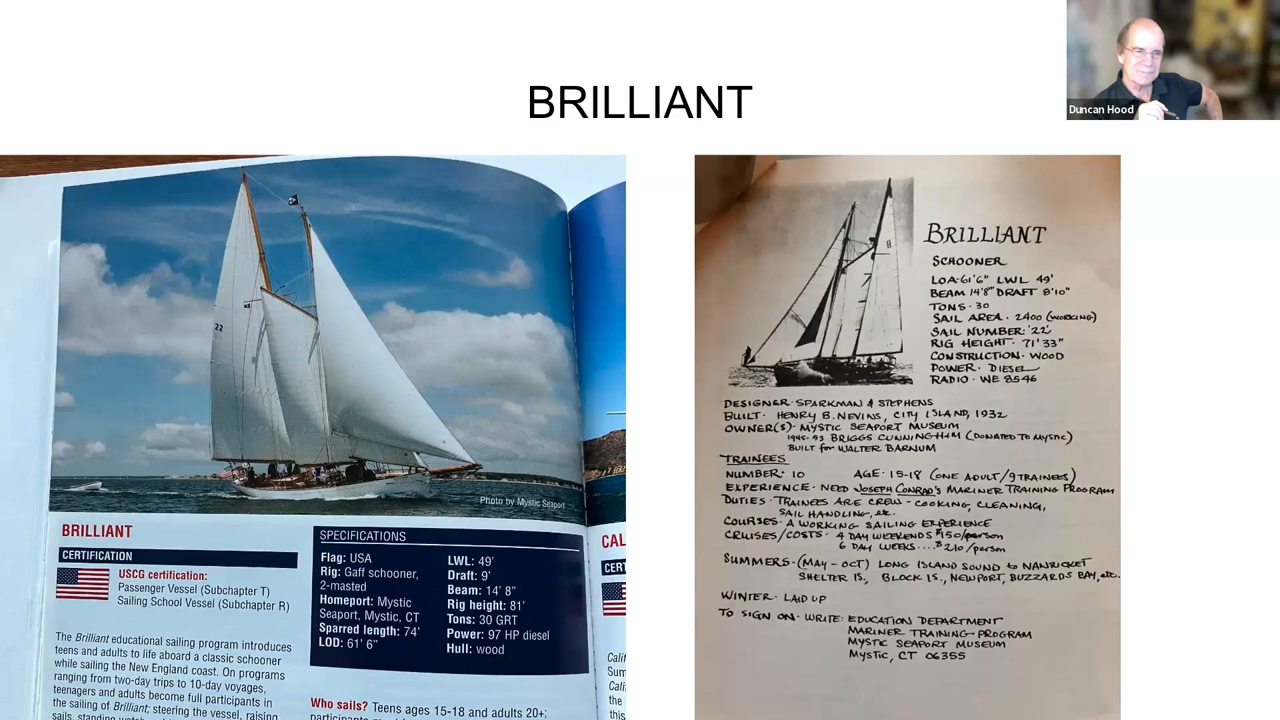 BRILLIANT
Duncan Hood
22
Photo by Mystic Seaport
BRILLIANT
CERTIFICATION
USCG certification:
Passenger Vessel (Subchapter T)
Sailing School Vessel (Subchapter R)
The Brilliant educational sailing program introduces
teens and adults to life aboard a classic schooner
while sailing the New England coast. On programs
ranging from two-day trips to 10-day voyages,
teenagers and adults become full participants in
the sailing of Brilliant; steering the vessel, raising
sails, standing
SPECIFICATIONS
Flag: USA
Rig: Gaff schooner,
2-masted
Homeport: Mystic
Seaport, Mystic, CT
Sparred length: 74'
LOD: 61' 6"
LWL: 49'
Draft: 9'
Beam: 14' 8"
Rig height: 81'
Tons: 30 GRT
Power: 97 HP diesel
Hull: wood
Who sails? Teens ages 15-18 and adults 20+;
CAL
CERT
Calif
Sum
Cali
the
this
BRILLIANT
SCHOONER
LOA·61'6" LWL 49'
BEAM 14'8" DRAFT 8'10"
TONS · 30
SAIL AREA · 2400 (WORKING)
SAIL NUMBER: '22'
RIG HEIGHT · 71'33"
CONSTRUCTION · WOOD
POWER · DIESEL
RADIO · WE 8546
DESIGNER · SPARKMAN & STEPHENS
BUILT · HENRY B. NEVINS, CITY ISLAND, 1932
OWNER(S) · MYSTIC SEAPORT MUSEUM
BRIGGS CUNNINGHAM (DONATED TO MYSTIC)
BUILT FOR WALTER BARNUM
TRAINEES
NUMBER · 10 AGE · 15-18 (ONE ADULT/9 TRAINEES)
EXPERIENCE · NEED JOSEPH CONRAD'S MARINER TRAINING PROGRAM
DUTIES · TRAINEES ARE CREW - COOKING, CLEANING,
SAIL HANDLING, etc.
COURSES · A WORKING SAILING EXPERIENCE
CRUISES/COSTS · 4 DAY WEEKENDS $150/person
6 DAY WEEKS....$210/person
SUMMERS · (MAY - OCT) LONG ISLAND SOUND to NANTUCKET
SHELTER IS, BLOCK IS., NEWPORT, BUZZARDS BAY, etc.
WINTER · LAID UP
TO SIGN ON · WRITE: EDUCATION DEPARTMENT
MARINER TRAINING PROGRAM
MYSTIC SEAPORT MUSEUM
MYSTIC, CT 06355